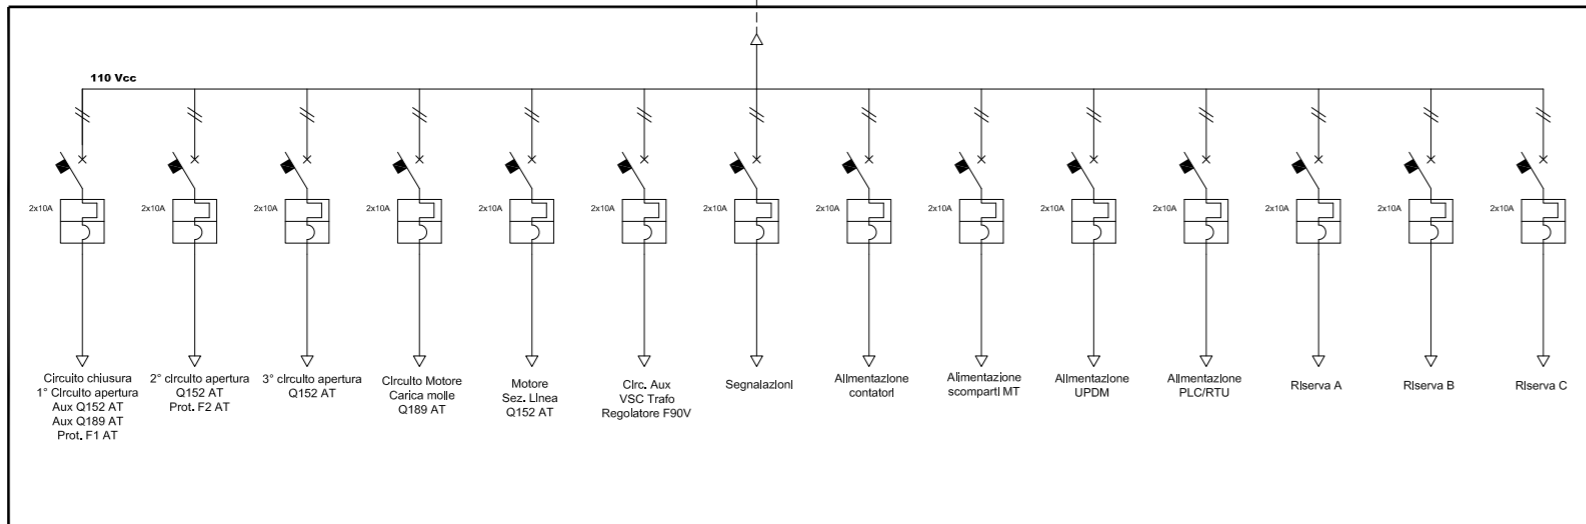 110 Vcc
2x10A
2x10A
2x10A
2x10A
2x10A
2x10A
2x10A
2x10A
2x10A
2x10A
2x10A
2x10A
2x10A
2x10A
Circuito chiusura
1° Circuito apertura
Aux Q152 AT
Aux Q189 AT
Prot. F1 AT
2° circuito apertura
Q152 AT
Prot. F2 AT
3° circuito apertura
Q152 AT
Circuito Motore
Carica molle
Q189 AT
Motore
Sez. Linea
Q152 AT
Circ. Aux
VSC Trafo
Regolatore F90V
Segnalazioni
Alimentazione
contatori
Alimentazione
scomparti MT
Alimentazione
UPDM
Alimentazione
PLC/RTU
Riserva A
Riserva B
Riserva C